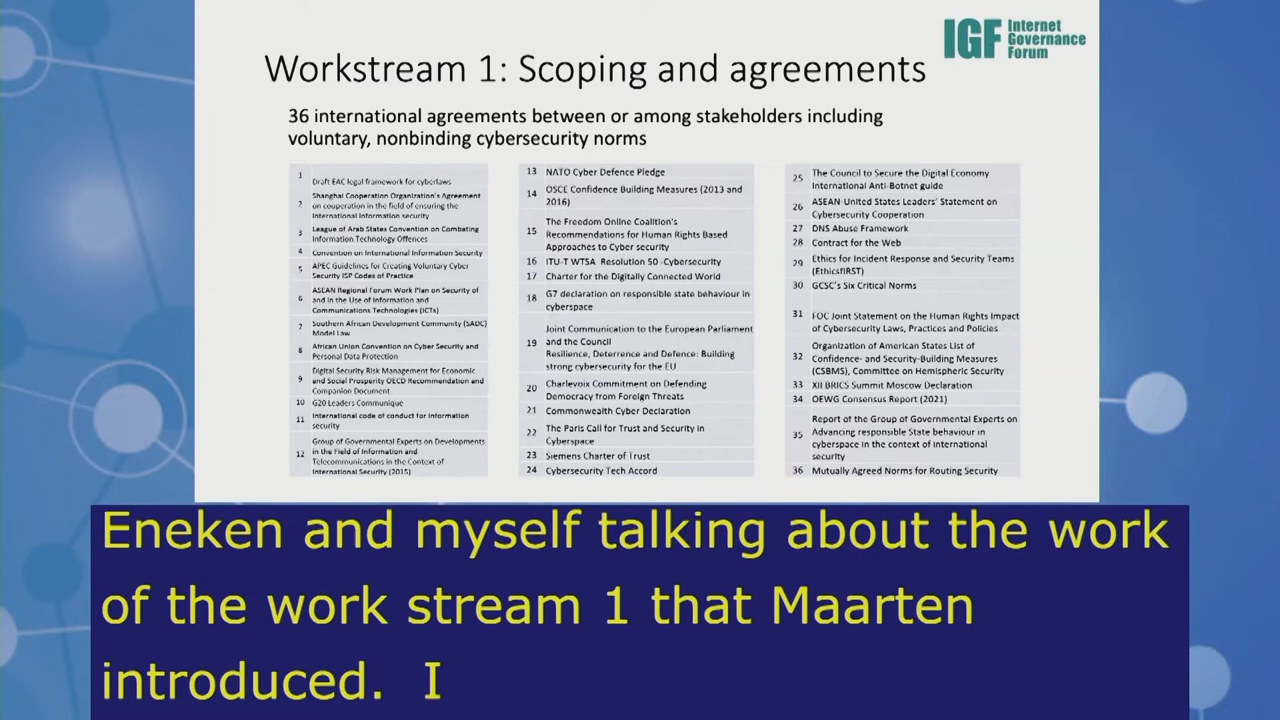 IGF Internet
Governance
Forum
Workstream 1: Scoping and agreements
36 international agreements between or among stakeholders including
voluntary, nonbinding cybersecurity norms
1 Draft EAC legal framework for cyberlaws
2 Shanghai Cooperation Organization's Agreement
on cooperation in the field of ensuring the
International Information security
3 League of Arab States Convention on Combating
Information Technology Offences
4 Convention on International Information Security
5 APEC Guidelines for Creating Voluntary Cyber
Security ISP Codes of Practice
6 ASEAN Regional Forum Work Plan on Security of
and in the Use of Information and
Communications Technologies (ICTs)
7 Southern African Development Community (SADC)
Model Law
8 African Union Convention on Cyber Security and
Personal Data Protection
9 Digital Security Risk Management for Economic
and Social Prosperity OECD Recommendation and
Companion Document
10 G20 Leaders Communique
11 International code of conduct for information
security
12 Group of Governmental Experts on Developments
in the Field of Information and
Telecommunications in the Context of
International Security (2015)
13 NATO Cyber Defence Pledge
14 OSCE Confidence Building Measures (2013 and
2016)
15 The Freedom Online Coalition's
Recommendations for Human Rights Based
Approaches to Cyber security
16 ITU-T WTSA Resolution 50 -Cybersecurity
17 Charter for the Digitally Connected World
18 G7 declaration on responsible state behaviour in
cyberspace
19 Joint Communication to the European Parliament
and the Council
Resilience, Deterrence and Defence: Building
strong cybersecurity for the EU
20 Charlevoix Commitment on Defending
Democracy from Foreign Threats
21 Commonwealth Cyber Declaration
22 The Paris Call for Trust and Security in
Cyberspace
23 Siemens Charter of Trust
24 Cybersecurity Tech Accord
25 The Council to Secure the Digital Economy
International Anti-Botnet guide
26 ASEAN-United States Leaders' Statement on
Cybersecurity Cooperation
27 DNS Abuse Framework
28 Contract for the Web
29 Ethics for Incident Response and Security Teams
(EthicsfIRST)
30 GCSC's Six Critical Norms
31 FOC Joint Statement on the Human Rights Impact
of Cybersecurity Laws, Practices and Policies
32 Organization of American States List of
Confidence- and Security-Building Measures
(CSBMS), Committee on Hemispheric Security
33 XII BRICS Summit Moscow Declaration
34 OEWG Consensus Report (2021)
35 Report of the Group of Governmental Experts on
Advancing responsible State behaviour in
cyberspace in the context of international
security
36 Mutually Agreed Norms for Routing Security
Eneken and myself talking about the work
of the work stream 1 that Maarten
introduced. I